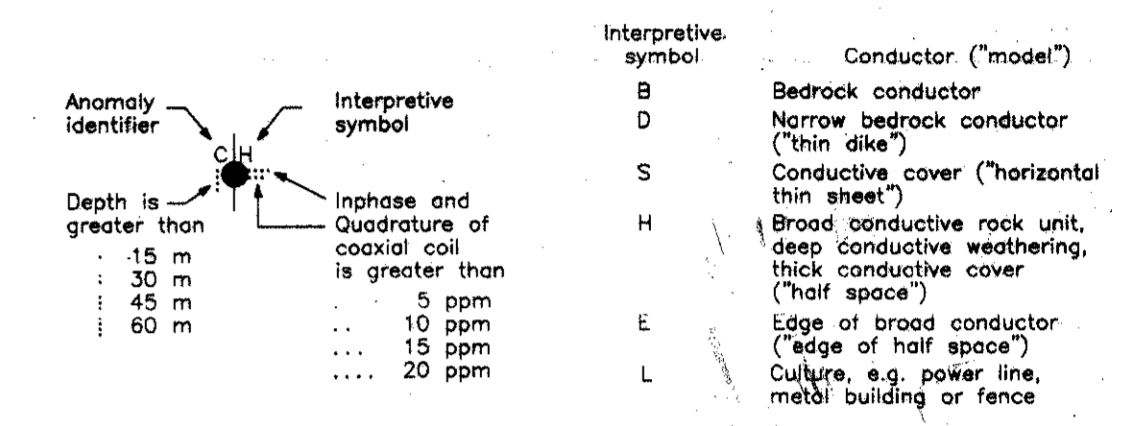 Anomaly
identifier
Interpretive
symbol
C H
Depth is
greater than
. 15 m
: 30 m
⋮ 45 m
⁞ 60 m
Inphase and
Quadrature of
coaxial coil
is greater than
. 5 ppm
.. 10 ppm
... 15 ppm
.... 20 ppm
Interpretive
symbol
Conductor ("model")
B Bedrock conductor
D Narrow bedrock conductor
("thin dike")
S Conductive cover ("horizontal
thin sheet")
H Broad conductive rock unit,
deep conductive weathering,
thick conductive cover
("half space")
E Edge of broad conductor
("edge of half space")
L Culture, e.g. power line,
metal building or fence